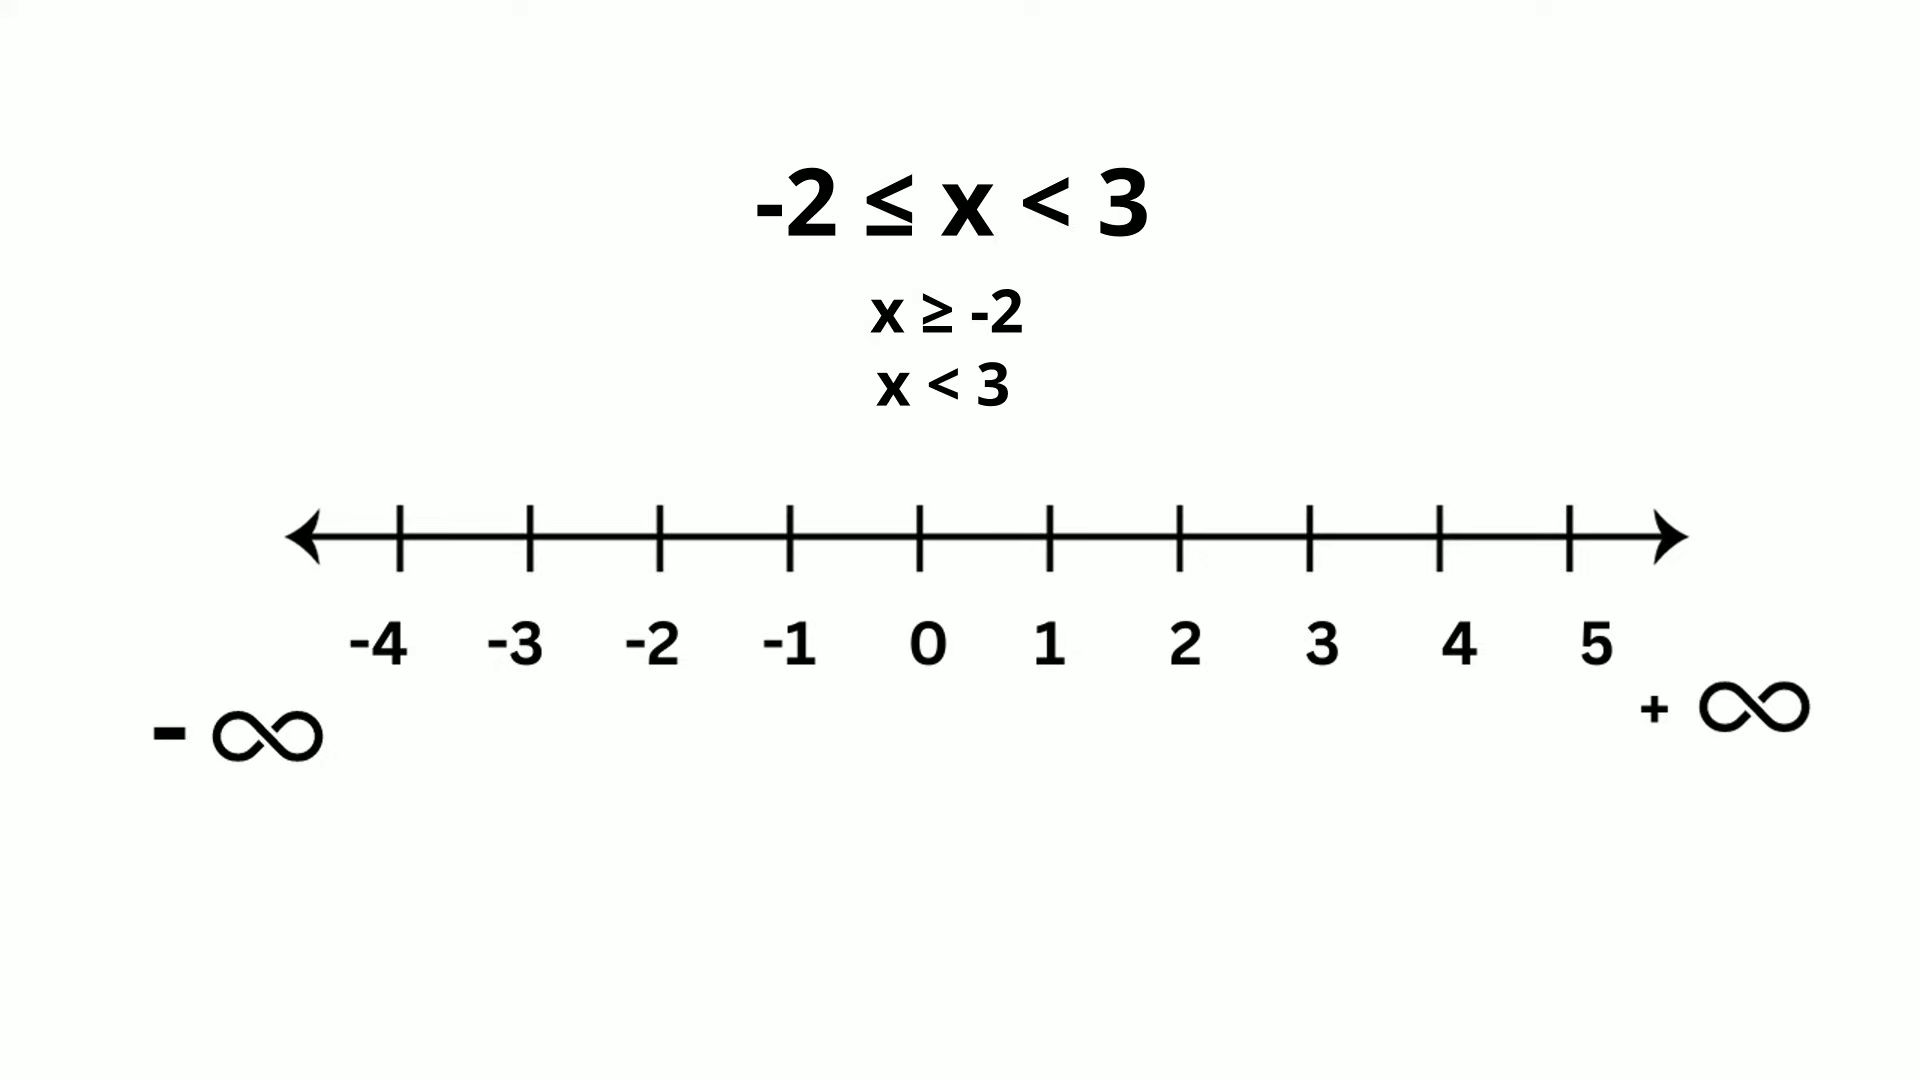 -2 ≤ x < 3
x ≥ -2
x < 3
-4 -3 -2 -1 0 1 2 3 4 5
- ∞ + ∞